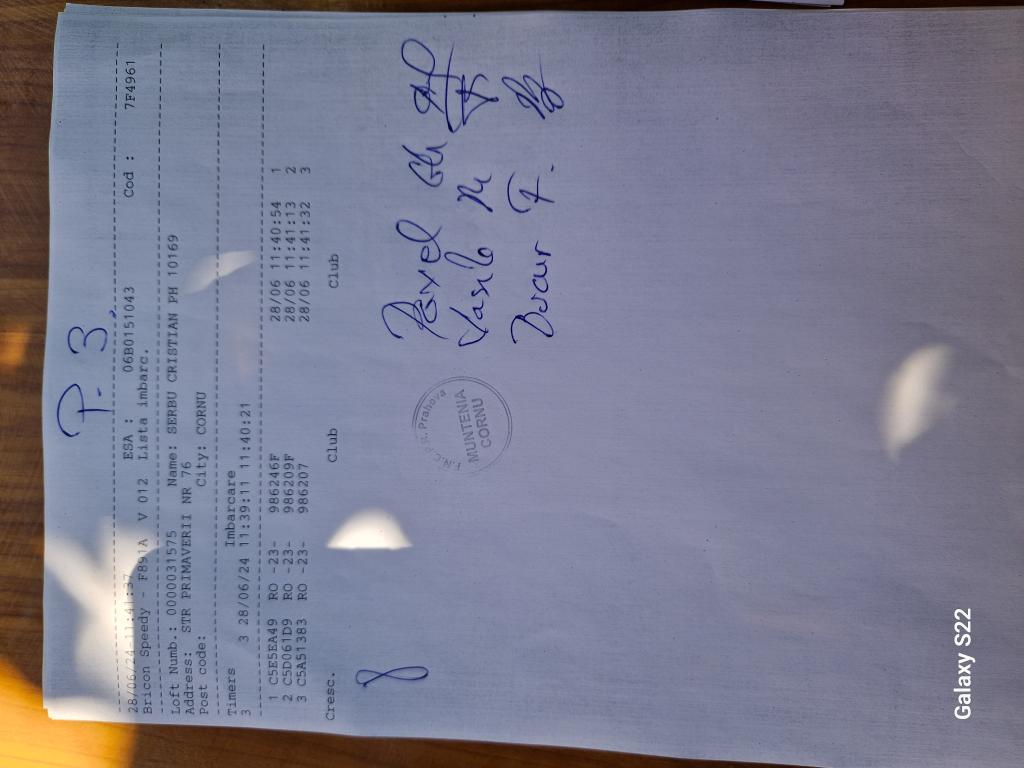 P. 3.
28/06/24 11:41:37 ESA : 06B0151043 Cod : 7F4961
Bricon Speedy - F891A V 012 Lista imbarc.
Loft Numb.: 0000031575 Name: SERBU CRISTIAN PH 10169
Address: STR PRIMAVERII NR 76
Post code: City: CORNU
Timers Imbarcare
3 3 28/06/24 11:39:11 11:40:21
1 C5E5EA49 RO -23- 986246F 28/06 11:40:54 1
2 C5D061D9 RO -23- 986209F 28/06 11:41:13 2
3 C5A51383 RO -23- 986207 28/06 11:41:32 3
Cresc. Club Club
Pavel Gh
Vasile M
Ducur F.
Prahova
MUNTENIA
CORNU
Galaxy S22